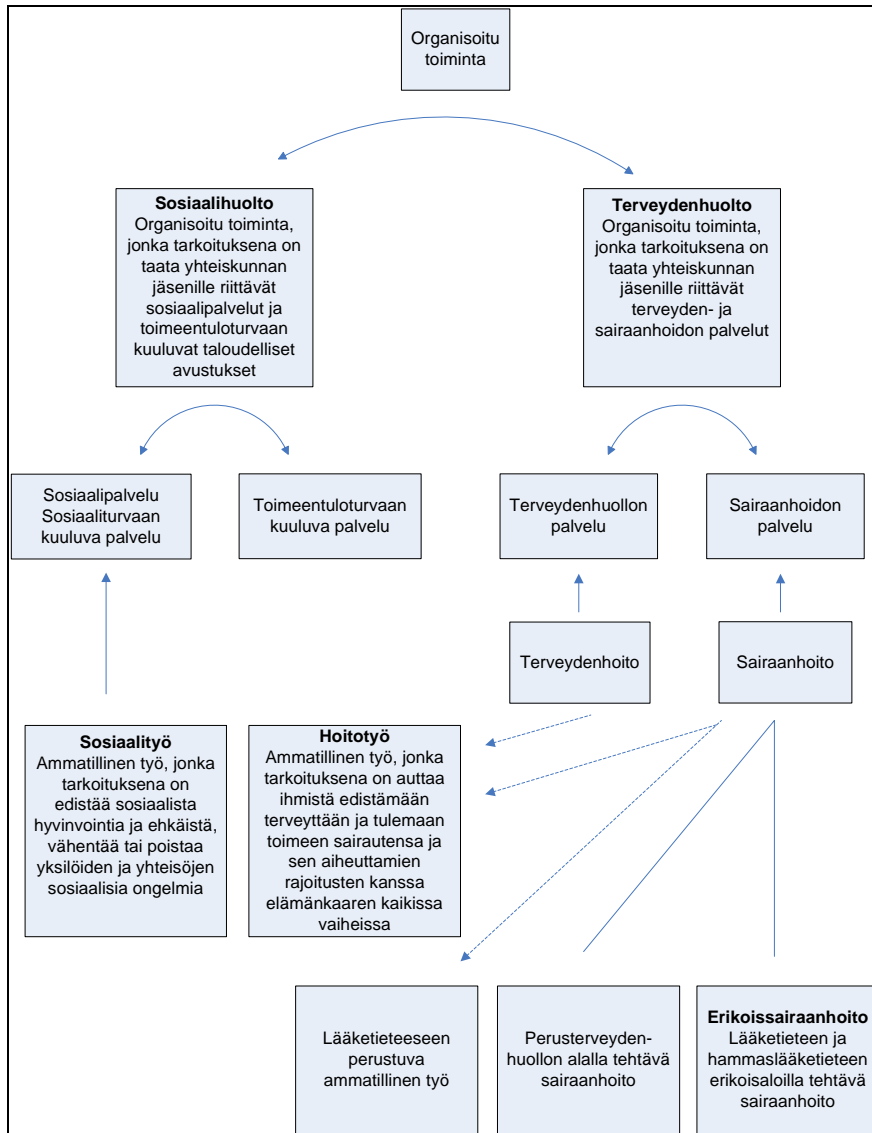 Organisoitu
toiminta
Sosiaalihuolto
Organisoitu toiminta,
jonka tarkoituksena on
taata yhteiskunnan
jäsenille riittävät
sosiaalipalvelut ja
toimeentuloturvaan
kuuluvat taloudelliset
avustukset
Terveydenhuolto
Organisoitu toiminta,
jonka tarkoituksena on
taata yhteiskunnan
jäsenille riittävät
terveyden- ja
sairaanhoidon palvelut
Sosiaalipalvelu
Sosiaaliturvaan
kuuluva palvelu
Toimeentuloturvaan
kuuluva palvelu
Terveydenhuollon
palvelu
Sairaanhoidon
palvelu
Terveydenhoito
Sairaanhoito
Sosiaalityö
Ammatillinen työ, jonka
tarkoituksena on
edistää sosiaalista
hyvinvointia ja ehkäistä,
vähentää tai poistaa
yksilöiden ja yhteisöjen
sosiaalisia ongelmia
Hoitotyö
Ammatillinen työ, jonka
tarkoituksena on auttaa
ihmistä edistämään
terveyttään ja tulemaan
toimeen sairautensa ja
sen aiheuttamien
rajoitusten kanssa
elämänkaaren kaikissa
vaiheissa
Lääketieteeseen
perustuva
ammatillinen työ
Perusterveyden-
huollon alalla tehtävä
sairaanhoito
Erikoissairaanhoito
Lääketieteen ja
hammaslääketieteen
erikoisaloilla tehtävä
sairaanhoito